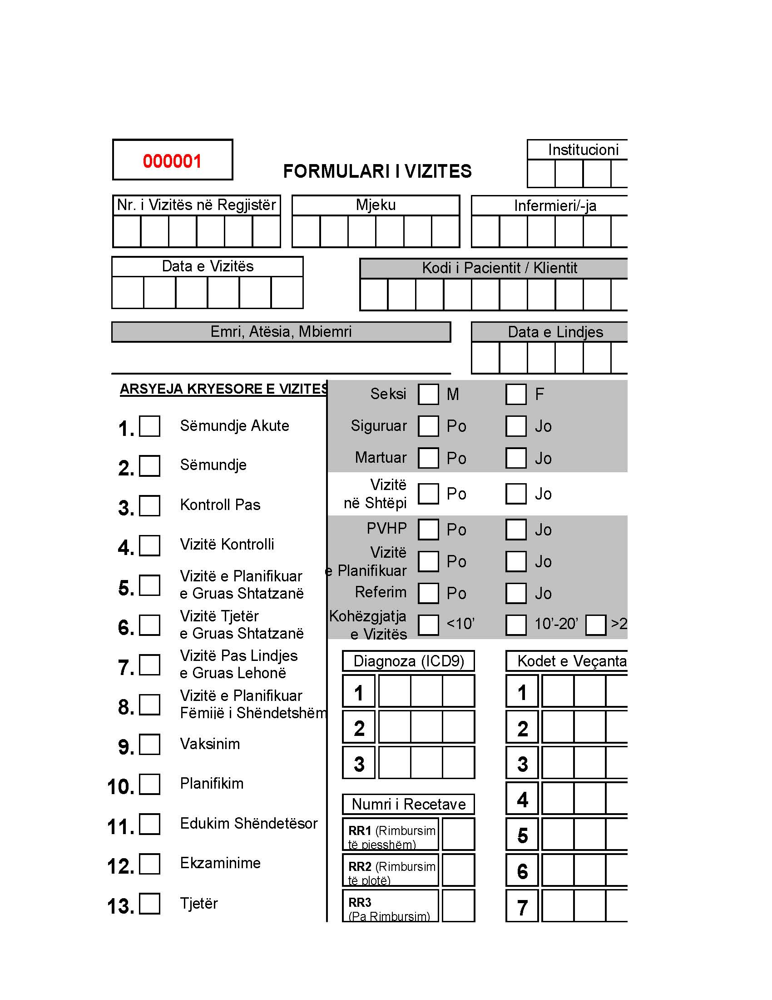 000001
FORMULARI I VIZITES
Institucioni
Nr. i Vizitës në Regjistër
Mjeku
Infermieri/-ja
Data e Vizitës
Kodi i Pacientit / Klientit
Emri, Atësia, Mbiemri
Data e Lindjes
ARSYEJA KRYESORE E VIZITES
1. Sëmundje Akute
2. Sëmundje
3. Kontroll Pas
4. Vizitë Kontrolli
5. Vizitë e Planifikuar
e Gruas Shtatzanë
6. Vizitë Tjetër
e Gruas Shtatzanë
7. Vizitë Pas Lindjes
e Gruas Lehonë
8. Vizitë e Planifikuar
Fëmijë i Shëndetshëm
9. Vaksinim
10. Planifikim
11. Edukim Shëndetësor
12. Ekzaminime
13. Tjetër
Seksi M F
Siguruar Po Jo
Martuar Po Jo
Vizitë
në Shtëpi Po Jo
PVHP Po Jo
Vizitë
e Planifikuar Po Jo
Referim Po Jo
Kohëzgjatja
e Vizitës <10’ 10’-20’ >2
Diagnoza (ICD9)
1
2
3
Numri i Recetave
RR1 (Rimbursim
të pjesshëm)
RR2 (Rimbursim
të plotë)
RR3
(Pa Rimbursim)
Kodet e Veçanta
1
2
3
4
5
6
7